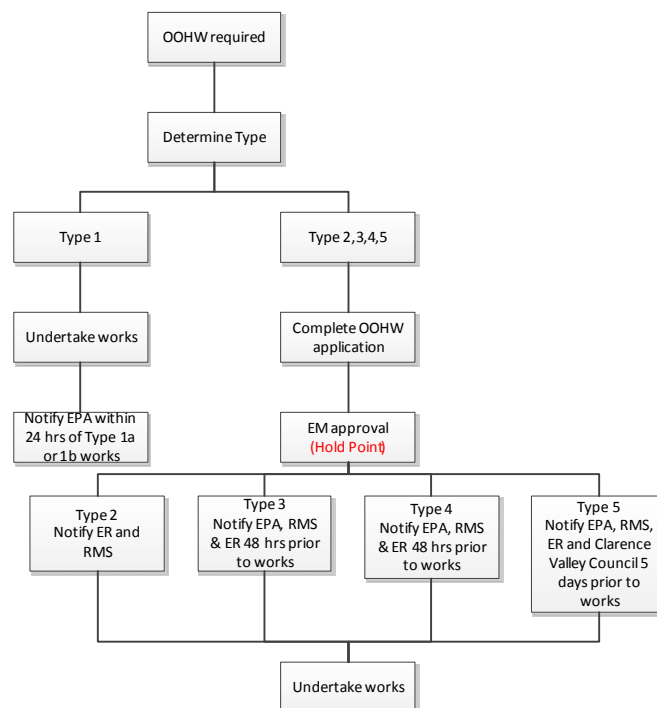 OOHW required
Determine Type
Type 1
Type 2,3,4,5
Undertake works
Complete OOHW
application
Notify EPA within
24 hrs of Type 1a
or 1b works
EM approval
(Hold Point)
Type 2
Notify ER and
RMS
Type 3
Notify EPA, RMS
& ER 48 hrs prior
to works
Type 4
Notify EPA, RMS
& ER 48 hrs prior
to works
Type 5
Notify EPA, RMS,
ER and Clarence
Valley Council 5
days prior to
works
Undertake works